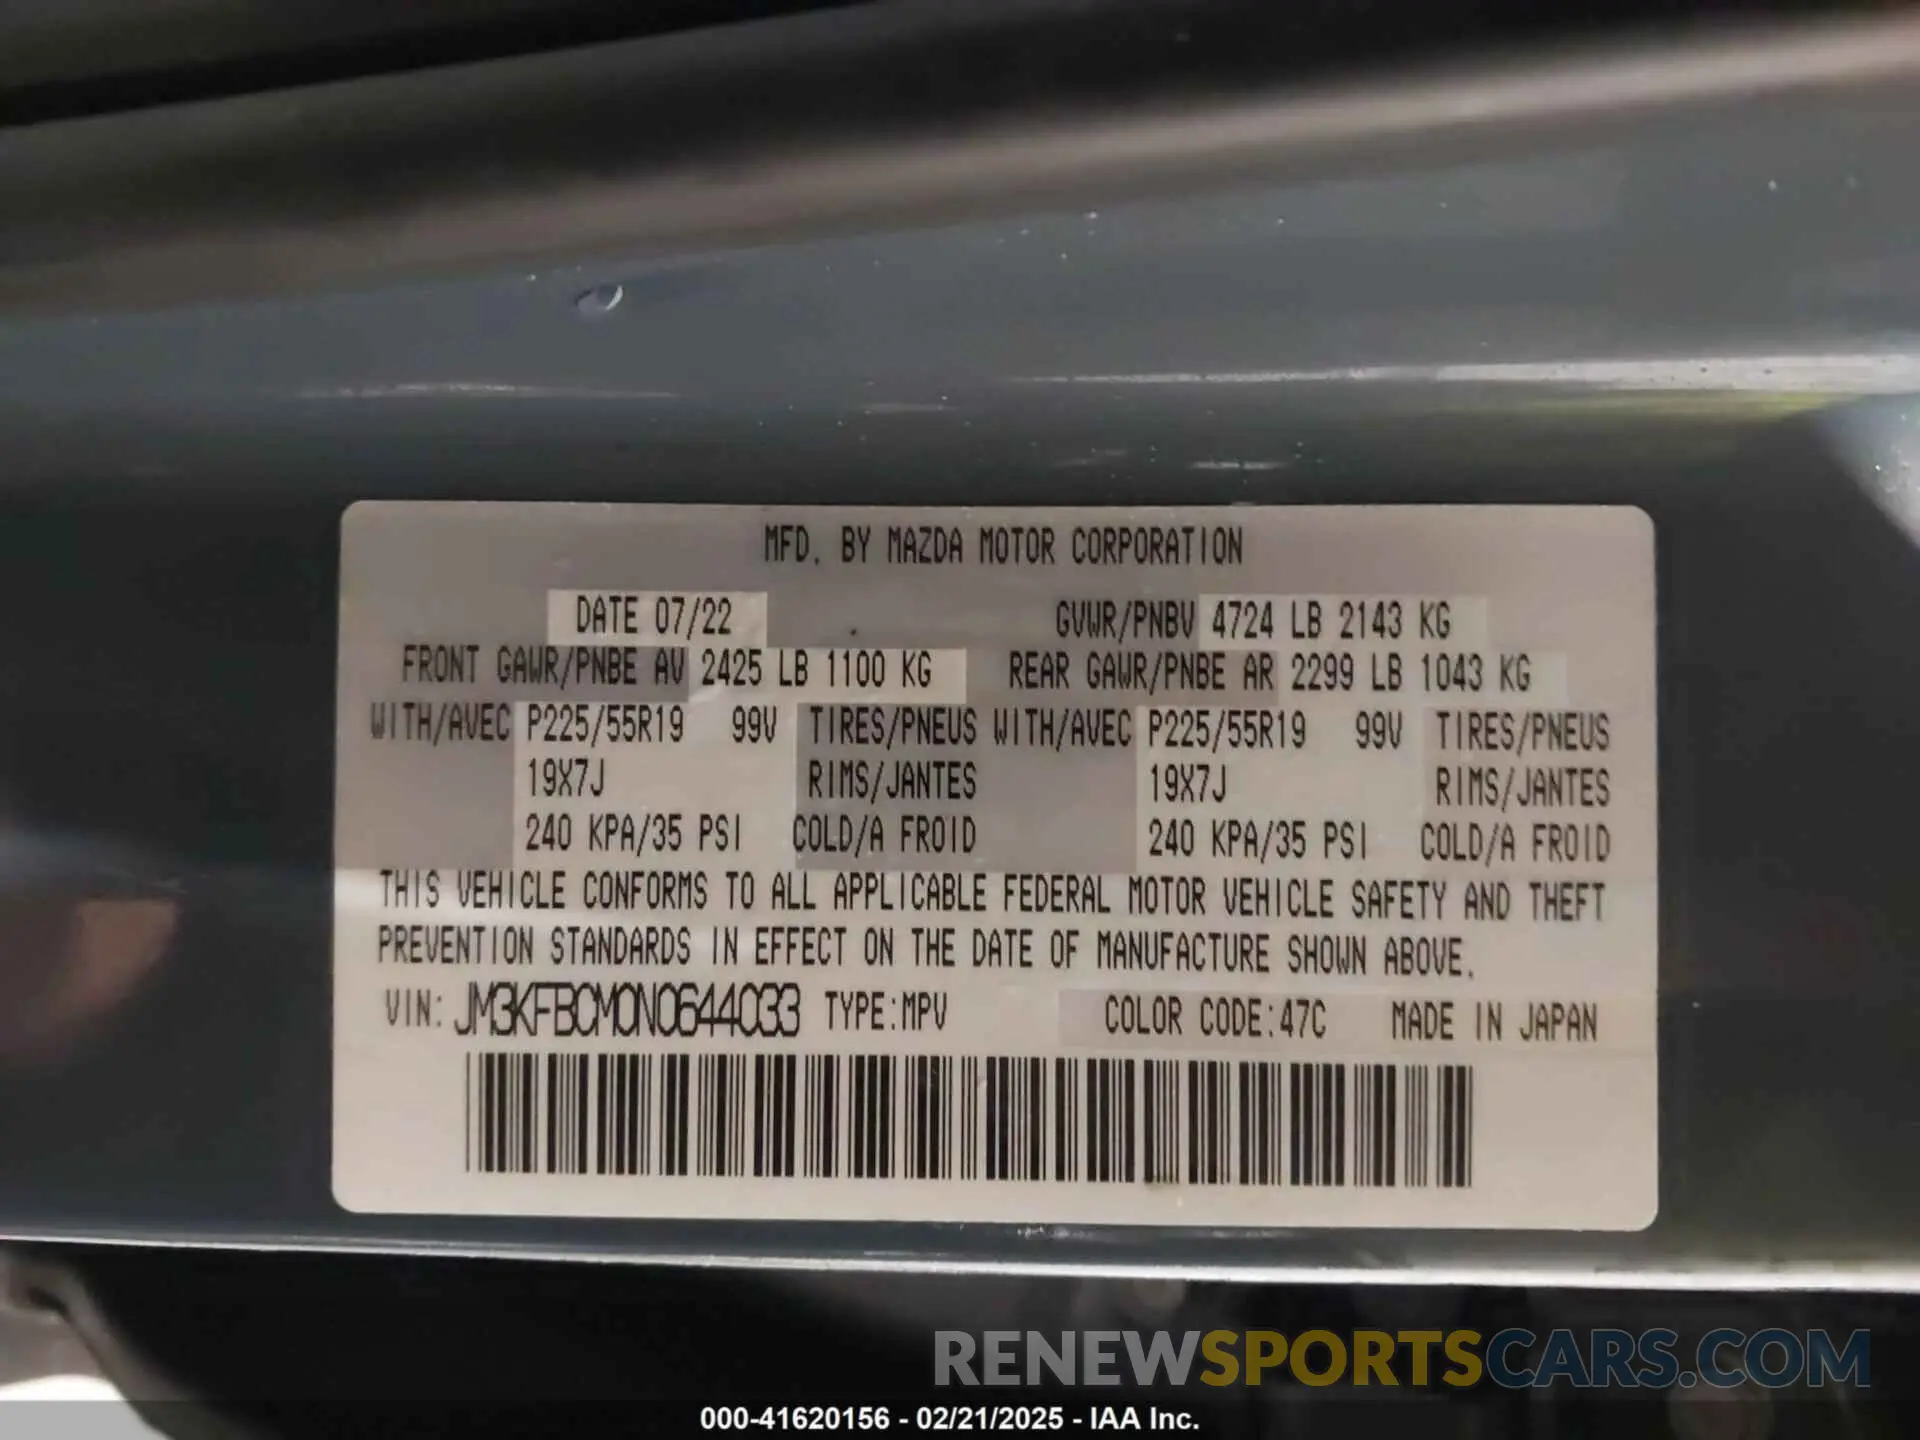 MFD. BY MAZDA MOTOR CORPORATION
DATE 07/22 GVWR/PNBV 4724 LB 2143 KG
FRONT GAWR/PNBE AV 2425 LB 1100 KG REAR GAWR/PNBE AR 2299 LB 1043 KG
WITH/AVEC P225/55R19 99V TIRES/PNEUS WITH/AVEC P225/55R19 99V TIRES/PNEUS
19X7J RIMS/JANTES 19X7J RIMS/JANTES
240 KPA/35 PSI COLD/A FROID 240 KPA/35 PSI COLD/A FROID
THIS VEHICLE CONFORMS TO ALL APPLICABLE FEDERAL MOTOR VEHICLE SAFETY AND THEFT
PREVENTION STANDARDS IN EFFECT ON THE DATE OF MANUFACTURE SHOWN ABOVE.
VIN: JM3KFBCM0N0644033 TYPE:MPV COLOR CODE:47C MADE IN JAPAN
RENEWSPORTSCARS.COM
000-41620156 - 02/21/2025 - IAA Inc.